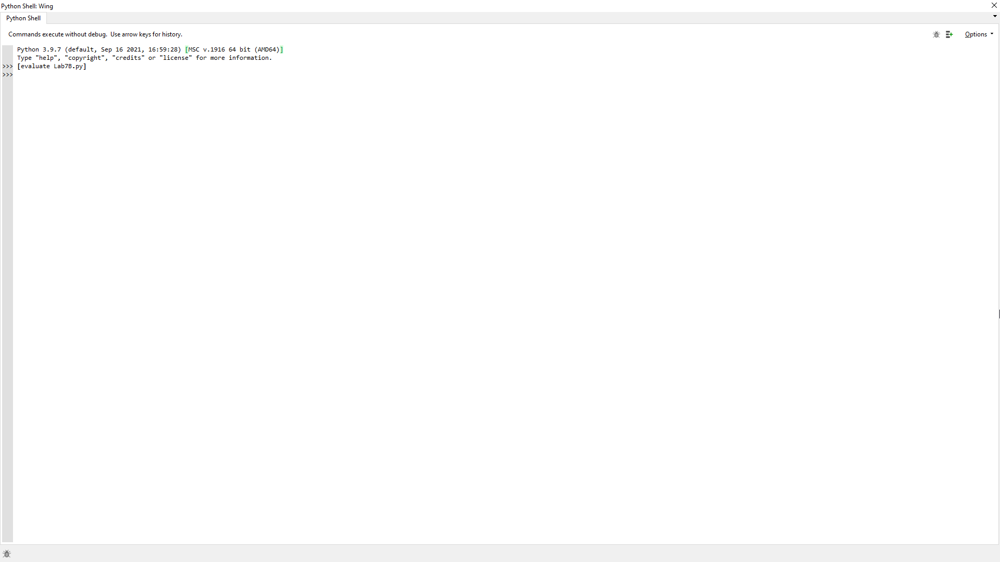 Python Shell: Wing
Python Shell
Commands execute without debug.  Use arrow keys for history.
Options
Python 3.9.7 (default, Sep 16 2021, 16:59:28) [MSC v.1916 64 bit (AMD64)]
Type "help", "copyright", "credits" or "license" for more information.
>>> [evaluate Lab7B.py]
>>>